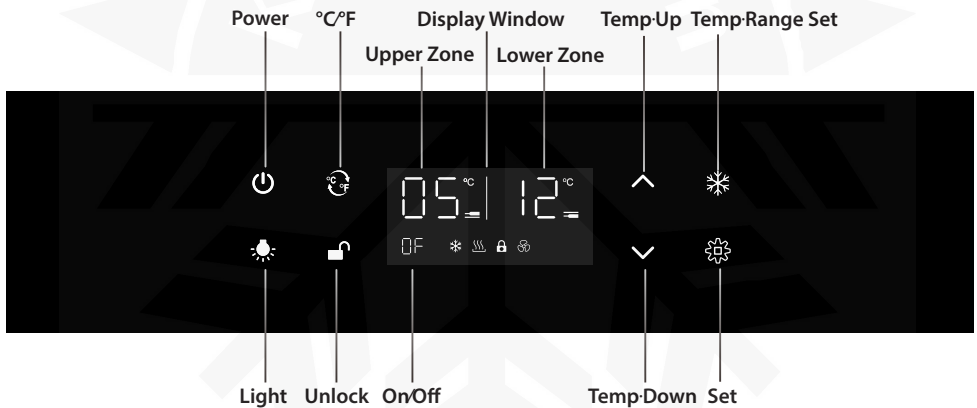 Power °C/°F Display Window Temp·Up Temp·Range Set
Upper Zone Lower Zone
°C °F 05 °C 12 °C
OF
Light Unlock On/Off Temp·Down Set